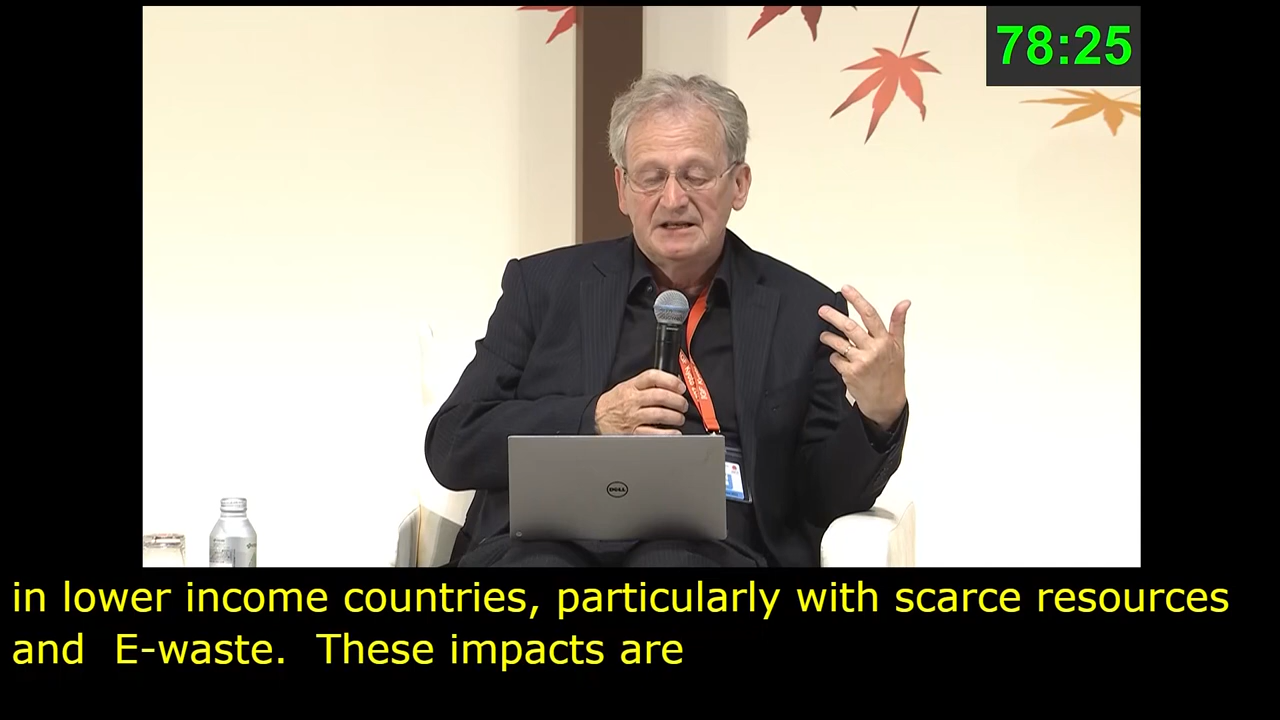 78:25
DELL
in lower income countries, particularly with scarce resources
and  E-waste.  These impacts are